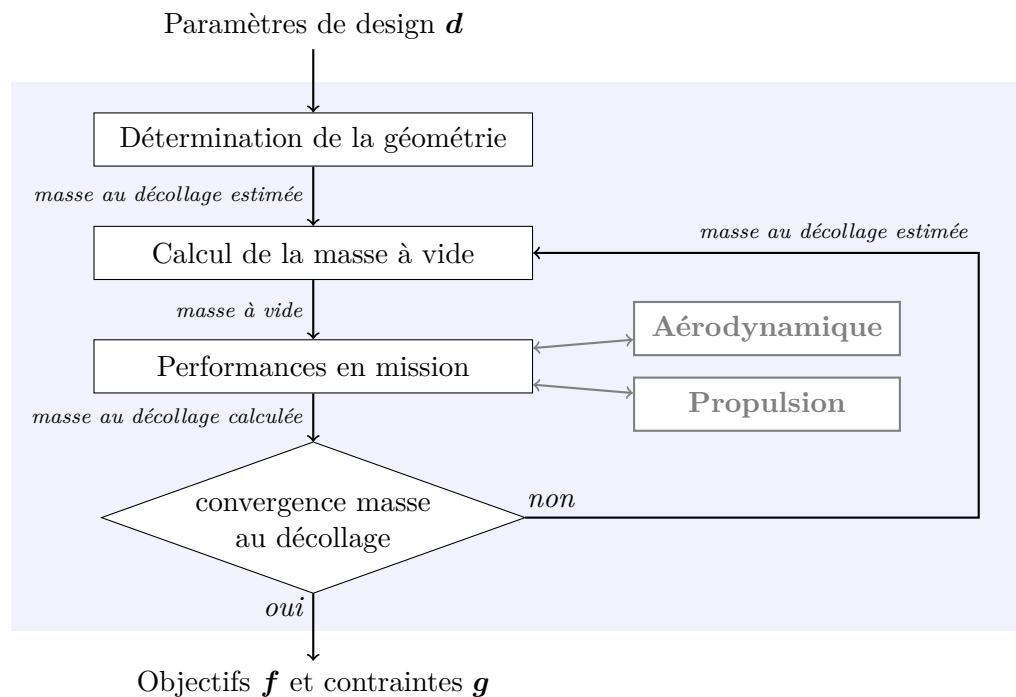 Paramètres de design d
Détermination de la géométrie
masse au décollage estimée
masse au décollage estimée
Calcul de la masse à vide
masse à vide
Aérodynamique
Performances en mission
Propulsion
masse au décollage calculée
convergence masse
au décollage
non
oui
Objectifs f et contraintes g